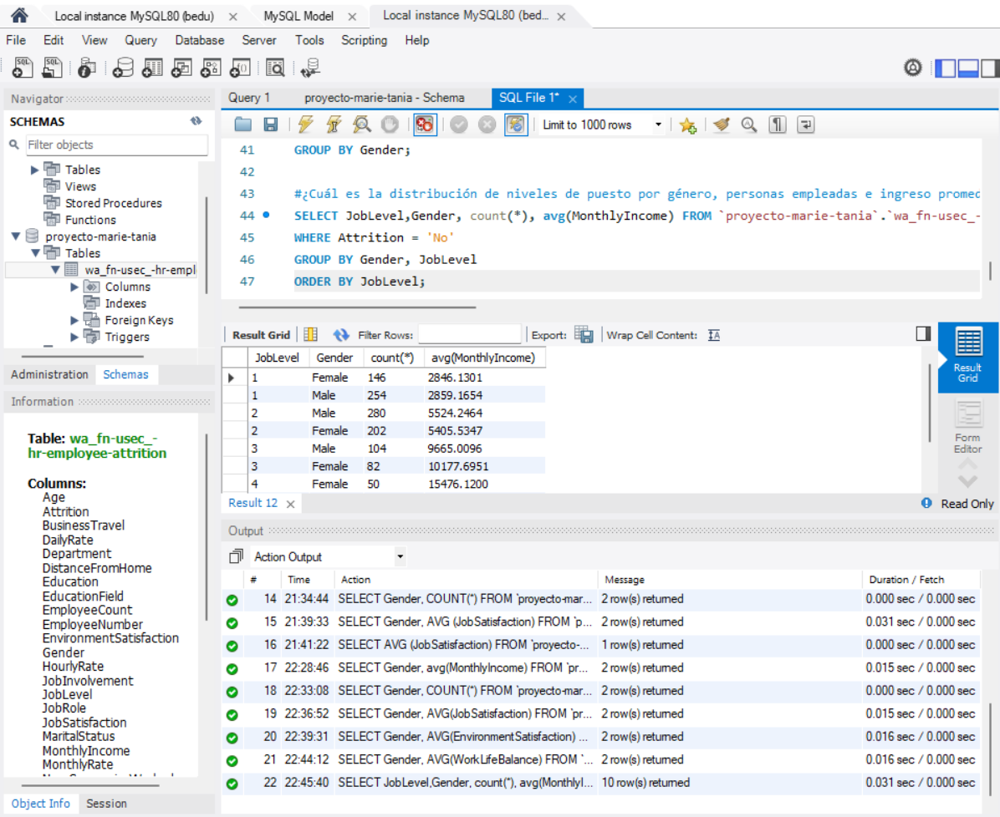 Local instance MySQL80 (bedu) × MySQL Model × Local instance MySQL80 (bed... ×
File Edit View Query Database Server Tools Scripting Help
Navigator
SCHEMAS
Filter objects
Tables
Views
Stored Procedures
Functions
proyecto-marie-tania
Tables
wa_fn-usec_-hr-empl
Columns
Indexes
Foreign Keys
Triggers
Administration Schemas
Information
Table: wa_fn-usec_-
hr-employee-attrition
Columns:
Age
Attrition
BusinessTravel
DailyRate
Department
DistanceFromHome
Education
EducationField
EmployeeCount
EmployeeNumber
EnvironmentSatisfaction
Gender
HourlyRate
JobInvolvement
JobLevel
JobRole
JobSatisfaction
MaritalStatus
MonthlyIncome
MonthlyRate
Object Info Session
Query 1 proyecto-marie-tania - Schema SQL File 1* ×
Limit to 1000 rows
41 GROUP BY Gender;
42
43 #¿Cuál es la distribución de niveles de puesto por género, personas empleadas e ingreso promed
44 SELECT JobLevel,Gender, count(*), avg(MonthlyIncome) FROM `proyecto-marie-tania`.`wa_fn-usec_-
45 WHERE Attrition = 'No'
46 GROUP BY Gender, JobLevel
47 ORDER BY JobLevel;
Result Grid Filter Rows: Export: Wrap Cell Content: IA
JobLevel Gender count(*) avg(MonthlyIncome)
1 Female 146 2846.1301
1 Male 254 2859.1654
2 Male 280 5524.2464
2 Female 202 5405.5347
3 Male 104 9665.0096
3 Female 82 10177.6951
4 Female 50 15476.1200
Result
Grid
Form
Editor
Result 12 × Read Only
Output
Action Output
# Time Action Message Duration / Fetch
14 21:34:44 SELECT Gender, COUNT(*) FROM `proyecto-mar... 2 row(s) returned 0.000 sec / 0.000 sec
15 21:39:33 SELECT Gender, AVG (JobSatisfaction) FROM `p... 2 row(s) returned 0.031 sec / 0.000 sec
16 21:41:22 SELECT AVG (JobSatisfaction) FROM `proyecto-... 1 row(s) returned 0.000 sec / 0.000 sec
17 22:28:46 SELECT Gender, avg(MonthlyIncome) FROM `pr... 2 row(s) returned 0.015 sec / 0.000 sec
18 22:33:08 SELECT Gender, COUNT(*) FROM `proyecto-mar... 2 row(s) returned 0.000 sec / 0.000 sec
19 22:36:52 SELECT Gender, AVG(JobSatisfaction) FROM `pr... 2 row(s) returned 0.015 sec / 0.000 sec
20 22:39:31 SELECT Gender, AVG(EnvironmentSatisfaction) ... 2 row(s) returned 0.016 sec / 0.000 sec
21 22:44:12 SELECT Gender, AVG(WorkLifeBalance) FROM `... 2 row(s) returned 0.016 sec / 0.000 sec
22 22:45:40 SELECT JobLevel,Gender, count(*), avg(MonthlyI... 10 row(s) returned 0.031 sec / 0.000 sec